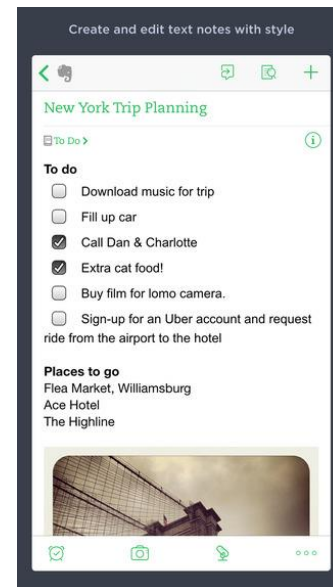 Create and edit text notes with style
New York Trip Planning
To Do >
To do
Download music for trip
Fill up car
Call Dan & Charlotte
Extra cat food!
Buy film for lomo camera.
Sign-up for an Uber account and request
ride from the airport to the hotel
Places to go
Flea Market, Williamsburg
Ace Hotel
The Highline